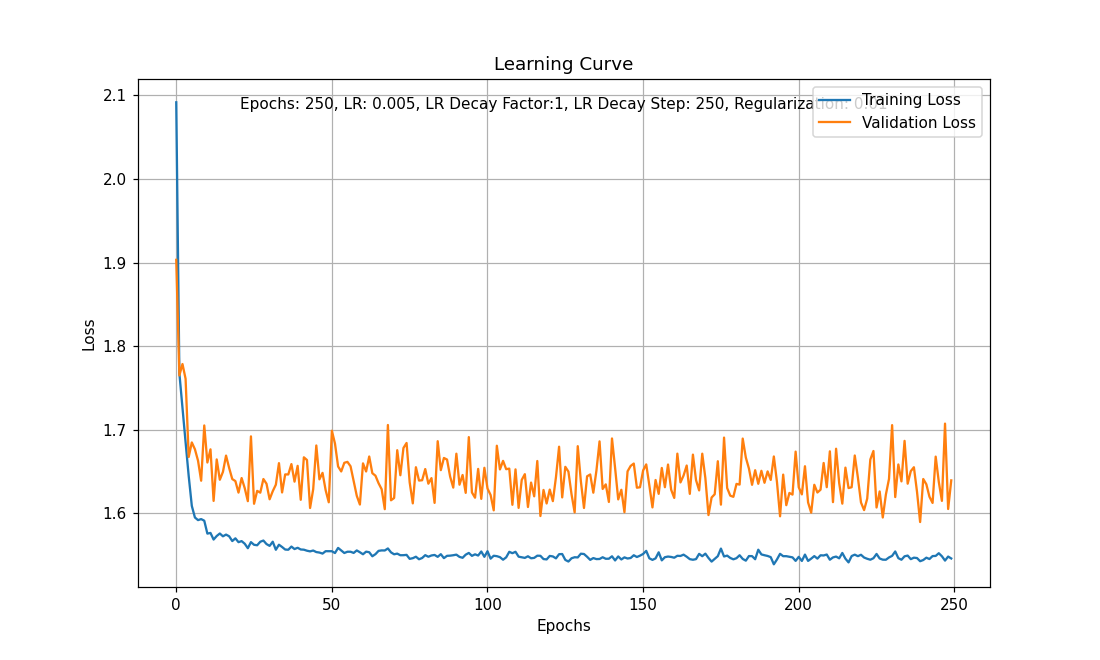 Learning Curve
Epochs: 250, LR: 0.005, LR Decay Factor:1, LR Decay Step: 250, Regularization: 0.01
Training Loss
Validation Loss
2.1
2.0
1.9
1.8
1.7
1.6
Loss
0 50 100 150 200 250
Epochs